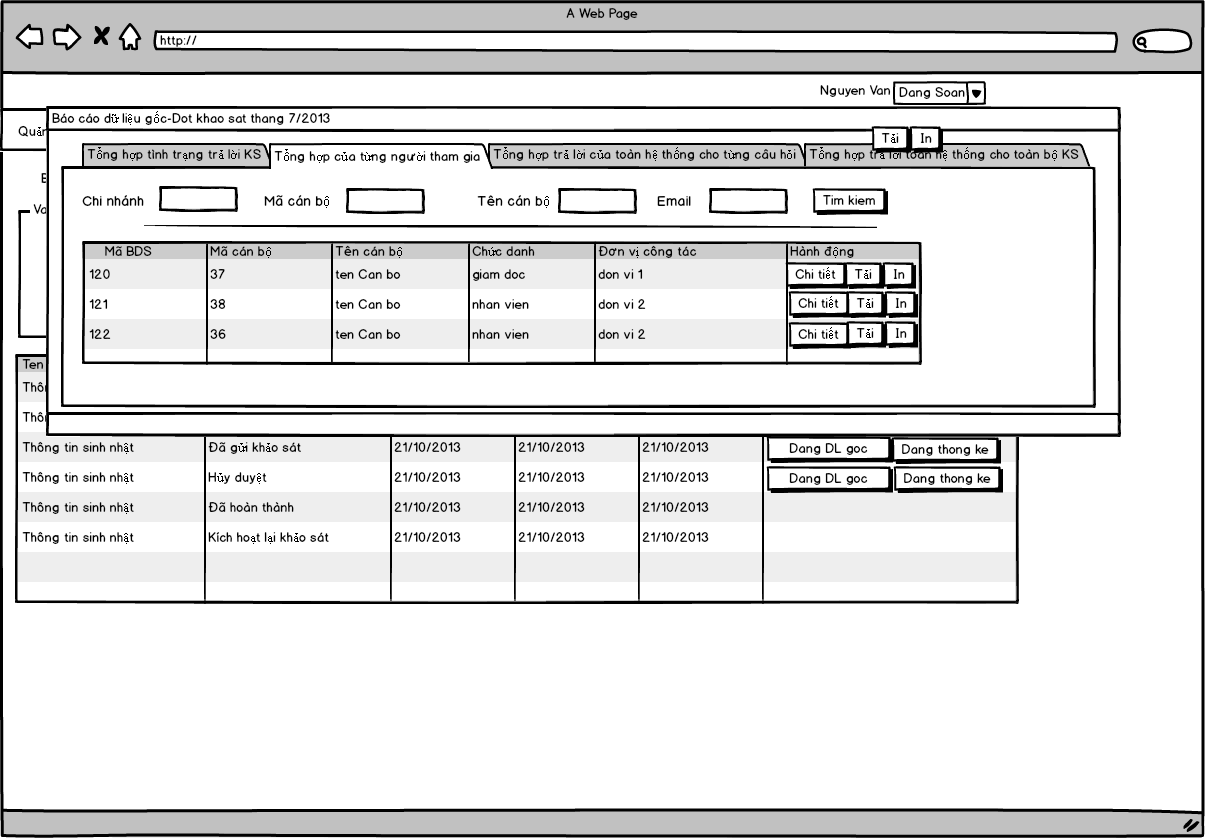 A Web Page
http://
Nguyen Van Dang Soan
Báo cáo dữ liệu gốc-Dot khao sat thang 7/2013
Tải In
Tổng hợp tình trạng trả lời KS Tổng hợp của từng người tham gia Tổng hợp trả lời của toàn hệ thống cho từng câu hỏi Tổng hợp trả lời toàn hệ thống cho toàn bộ KS
Chi nhánh Mã cán bộ Tên cán bộ Email Tim kiem
Mã BDS Mã cán bộ Tên cán bộ Chức danh Đơn vị công tác Hành động
120 37 ten Can bo giam doc don vi 1 Chi tiết Tải In
121 38 ten Can bo nhan vien don vi 2 Chi tiết Tải In
122 36 ten Can bo nhan vien don vi 2 Chi tiết Tải In
Ten
Thông tin sinh nhật Đã gửi khảo sát 21/10/2013 21/10/2013 21/10/2013 Dang DL goc Dang thong ke
Thông tin sinh nhật Hủy duyệt 21/10/2013 21/10/2013 21/10/2013 Dang DL goc Dang thong ke
Thông tin sinh nhật Đã hoàn thành 21/10/2013 21/10/2013 21/10/2013
Thông tin sinh nhật Kích hoạt lại khảo sát 21/10/2013 21/10/2013 21/10/2013